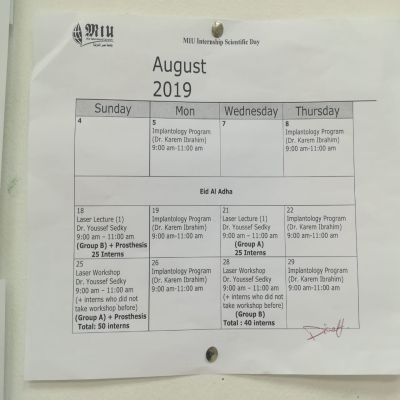 MIU
MIU Internship Scientific Day
August
2019
Sunday Mon Wednesday Thursday
4 5 7 8
Implantology Program Implantology Program
(Dr. Karem Ibrahim) (Dr. Karem Ibrahim)
9:00 am-11:00 am 9:00 am-11:00 am
Eid Al Adha
18 19 21 22
Laser Lecture (1) Implantology Program Laser Lecture (1) Implantology Program
Dr. Youssef Sedky (Dr. Karem Ibrahim) Dr. Youssef Sedky (Dr. Karem Ibrahim)
9:00 am – 11:00 am 9:00 am-11:00 am 9:00 am – 11:00 am 9:00 am-11:00 am
(Group B) + Prosthesis (Group A)
25 Interns 25 Interns
25 26 28 29
Laser Workshop Implantology Program Laser Workshop Implantology Program
Dr. Youssef Sedky (Dr. Karem Ibrahim) Dr. Youssef Sedky (Dr. Karem Ibrahim)
9:00 am – 11:00 am 9:00 am-11:00 am 9:00 am – 11:00 am 9:00 am-11:00 am
(+ interns who did not (+ interns who did not
take workshop before) take workshop before)
(Group A) + Prosthesis (Group B)
Total: 50 interns Total : 40 interns